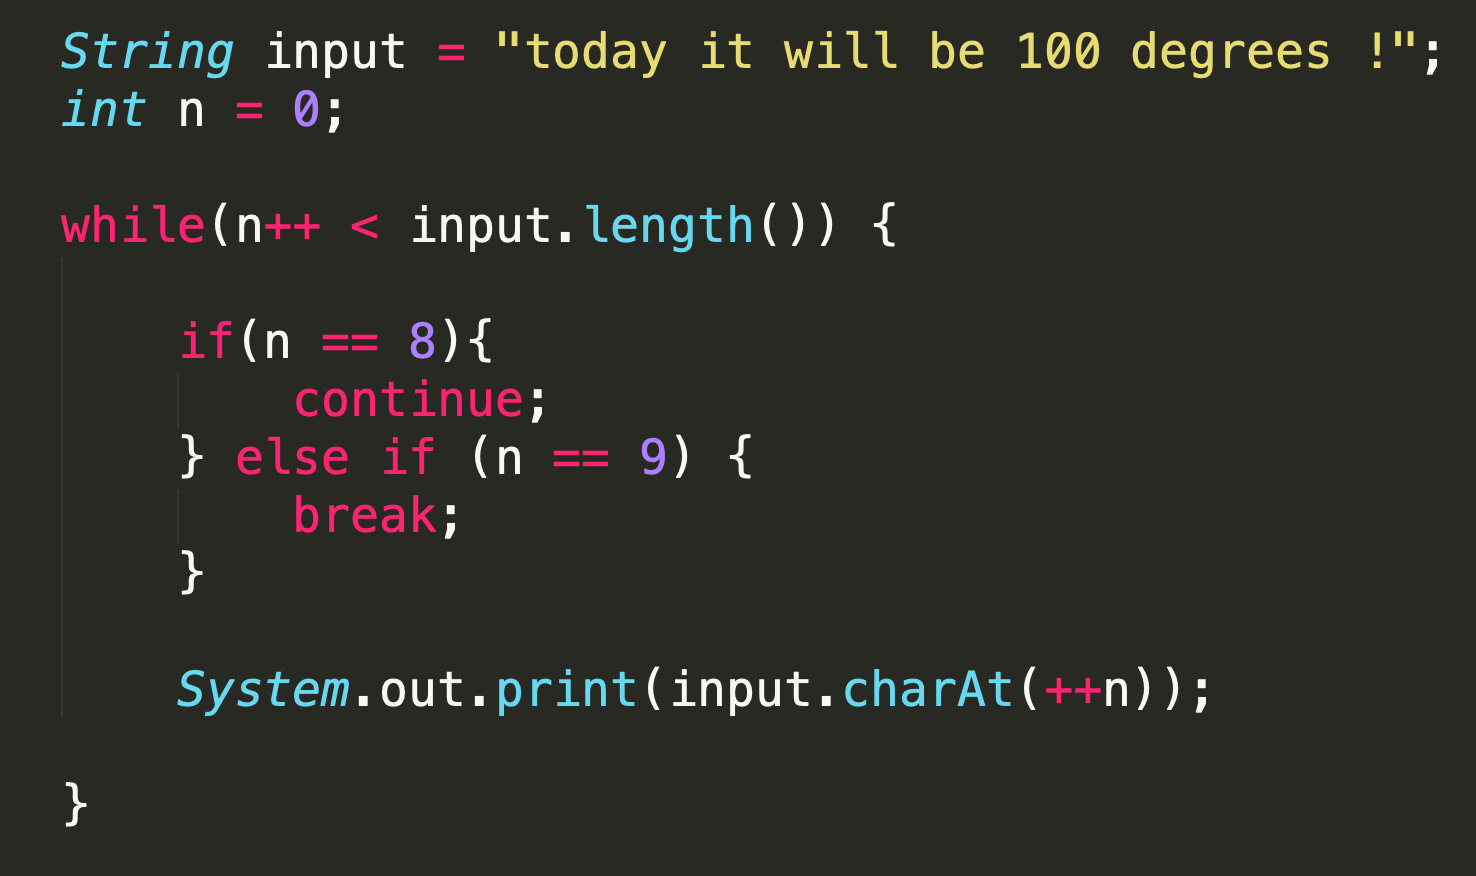 String input = "today it will be 100 degrees !";
int n = 0;
while(n++ < input.length()) {
if(n == 8){
continue;
} else if (n == 9) {
break;
}
System.out.print(input.charAt(++n));
}